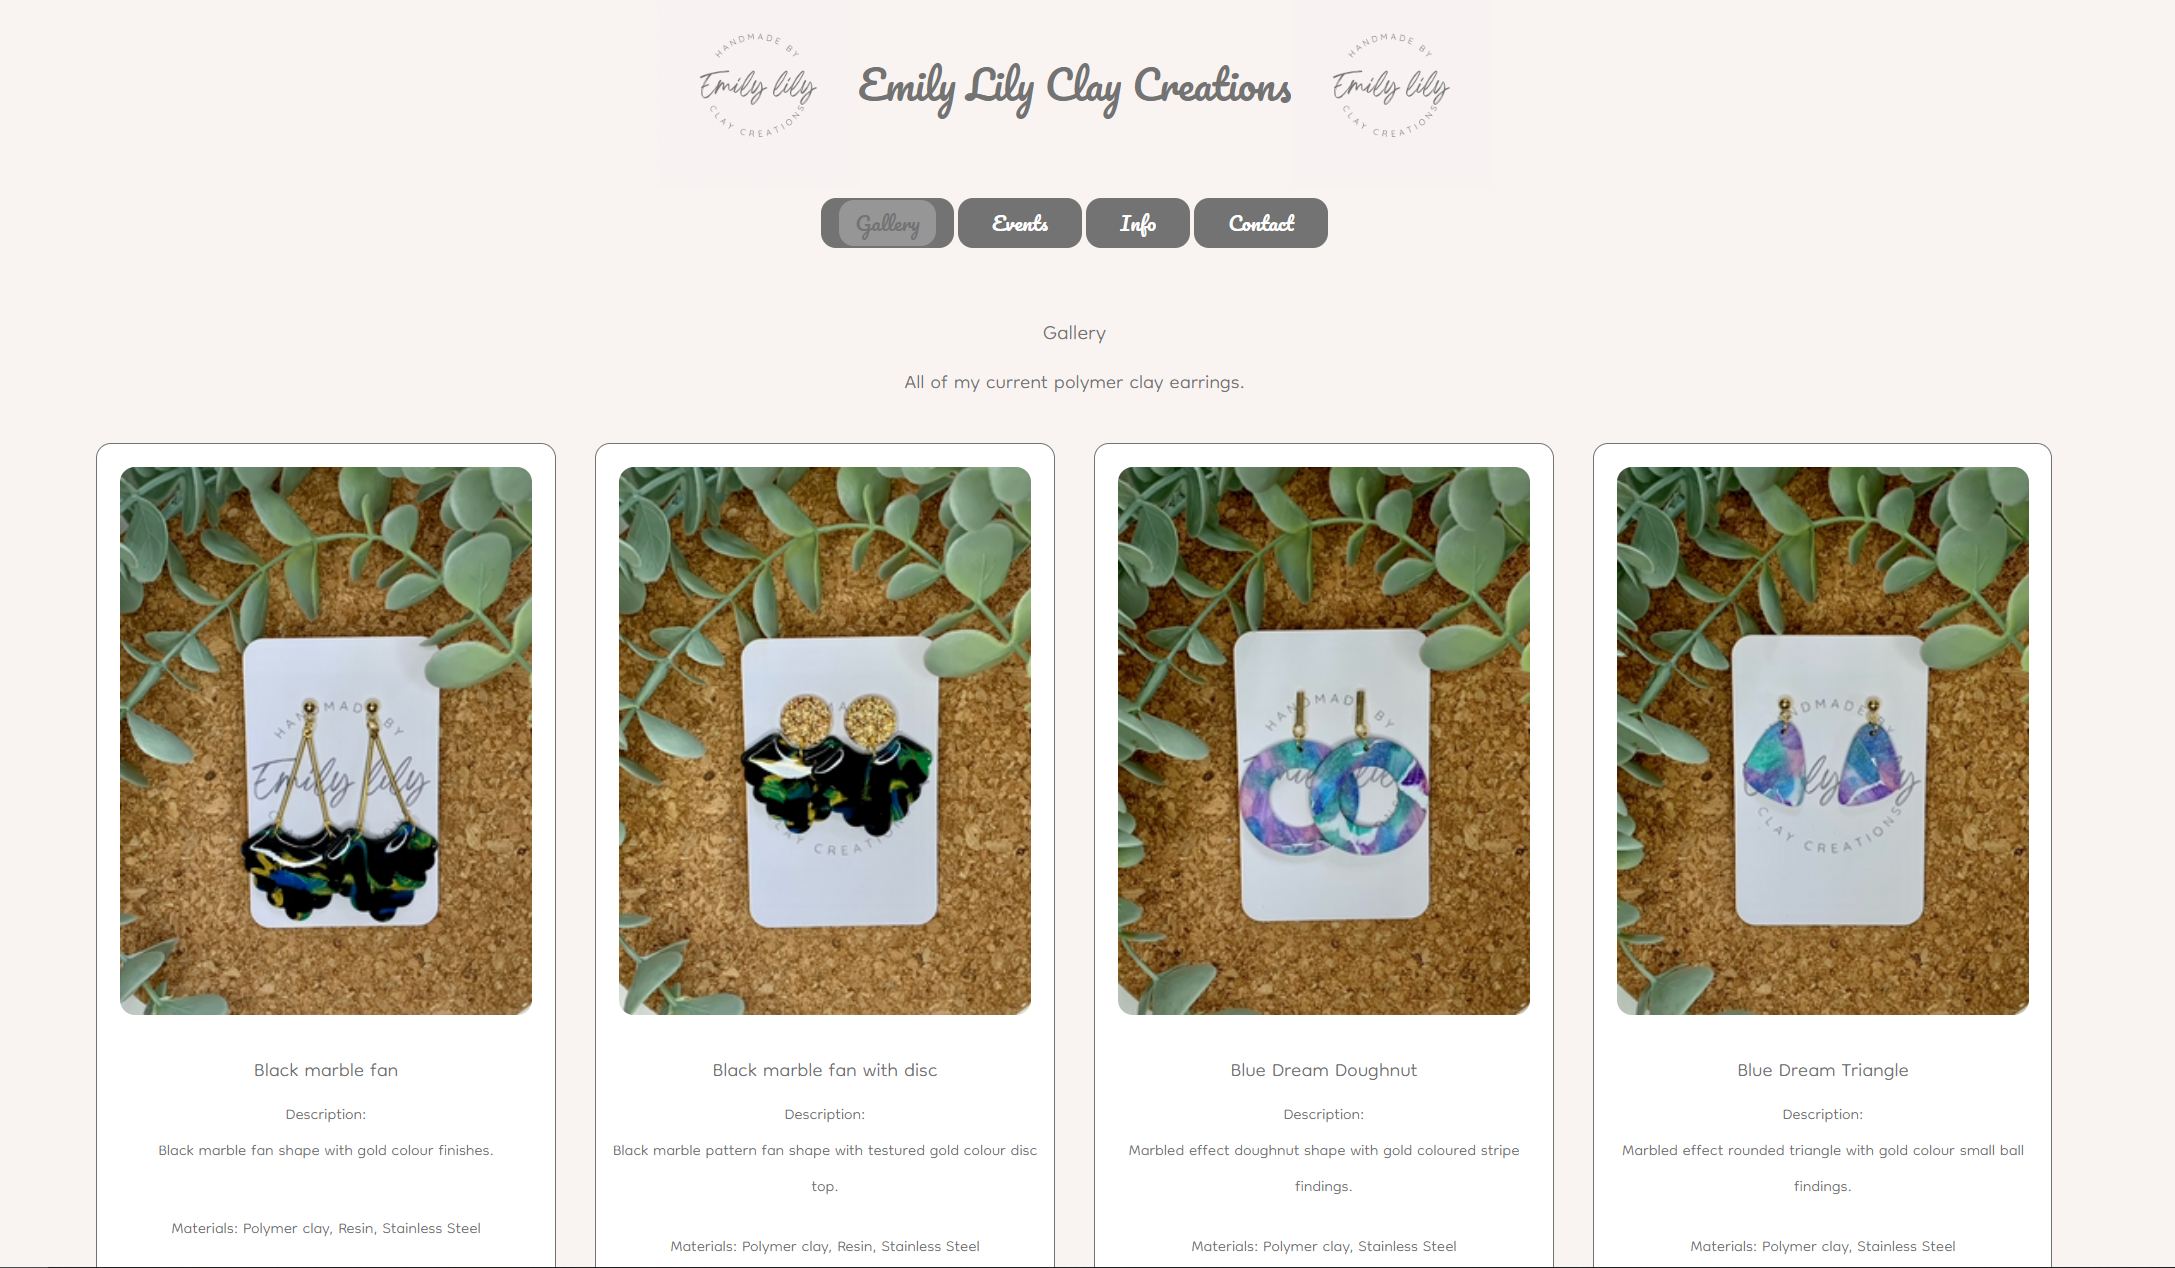 HANDMADE BY
Emily lily
CLAY CREATIONS
Emily Lily Clay Creations
HANDMADE BY
Emily lily
CLAY CREATIONS
Gallery
Events
Info
Contact
Gallery
All of my current polymer clay earrings.
HANDMADE BY
Emily lily
CLAY CREATIONS
HANDMADE BY
Black marble fan
Description:
Black marble fan shape with gold colour finishes.
Materials: Polymer clay, Resin, Stainless Steel
Black marble fan with disc
Description:
Black marble pattern fan shape with testured gold colour disc
top.
Materials: Polymer clay, Resin, Stainless Steel
Blue Dream Doughnut
Description:
Marbled effect doughnut shape with gold coloured stripe
findings.
Materials: Polymer clay, Stainless Steel
Blue Dream Triangle
Description:
Marbled effect rounded triangle with gold colour small ball
findings.
Materials: Polymer clay, Stainless Steel